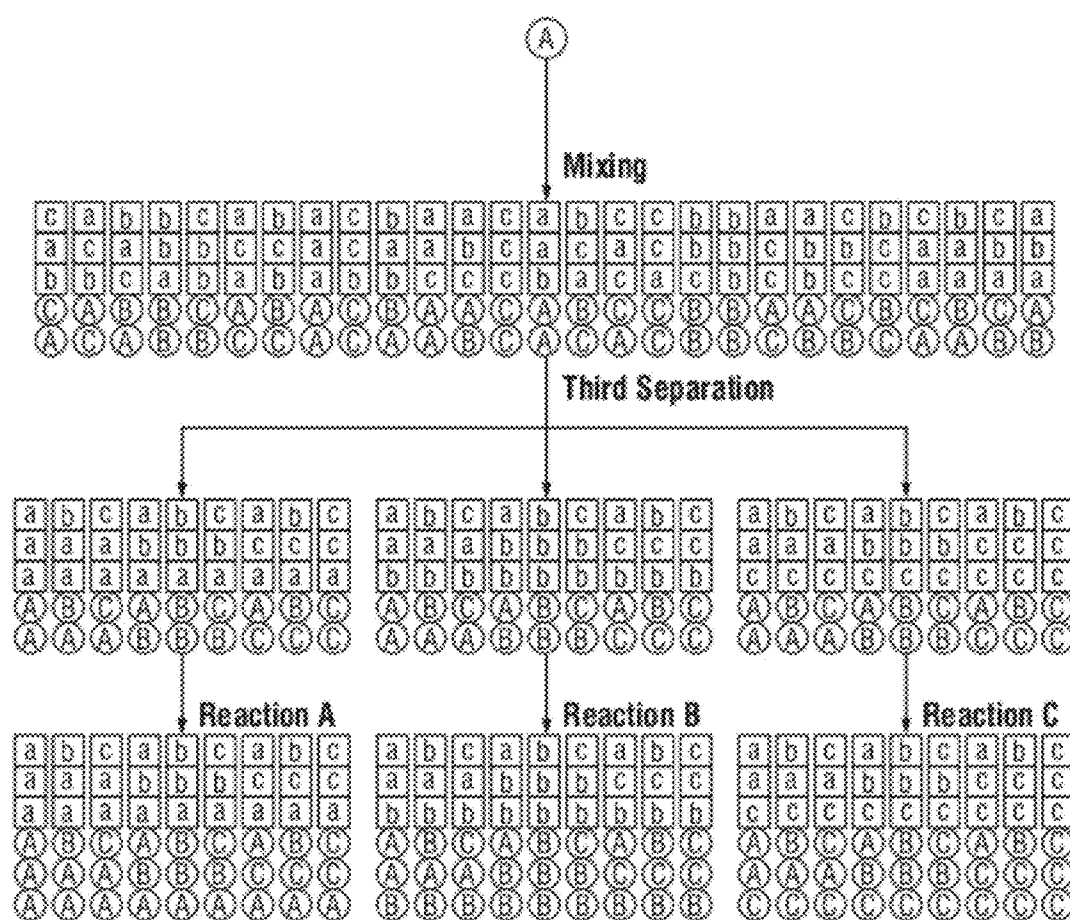 A
Mixing
c a b b c a b a c b a a c a b c c b b a a c b c b c a
a c a b b c c a c a a b c a c a c b b c b b c a a b b
b b c a b a b a b b c c c b a c a c b c b c c a a a a
C A B B C A B A C B A A C A B C C B B A A C B C B C A
A C A B B C C A C A A B C A C A C B B C B B C A A B B
Third Separation
a b c a b c a b c a b c a b c a b c a b c a b c a b c
a a a b b b c c c a a a b b b c c c a a a b b b c c c
a a a a a a a a a b b b b b b b b b c c c c c c c c c
A B C A B C A B C A B C A B C A B C A B C A B C A B C
A A A B B B C C C A A A B B B C C C A A A B B B C C C
Reaction A Reaction B Reaction C
a b c a b c a b c a b c a b c a b c a b c a b c a b c
a a a b b b c c c a a a b b b c c c a a a b b b c c c
a a a a a a a a a b b b b b b b b b c c c c c c c c c
A B C A B C A B C A B C A B C A B C A B C A B C A B C
A A A B B B C C C A A A B B B C C C A A A B B B C C C
A A A A A A A A A B B B B B B B B B C C C C C C C C C